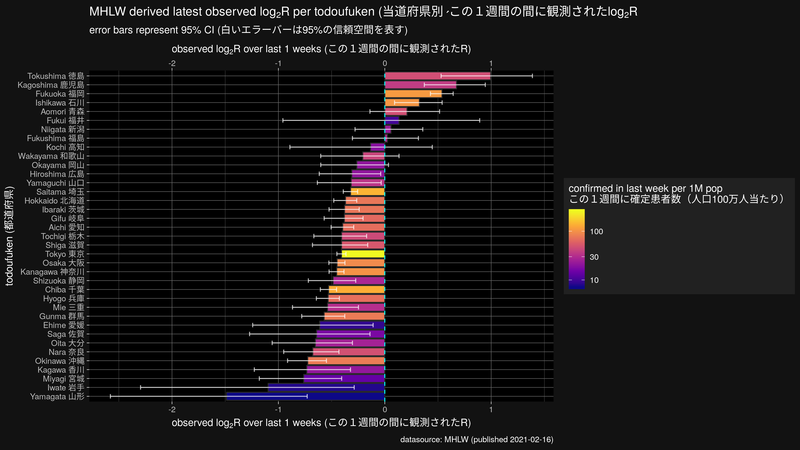 MHLW derived latest observed log2R per todoufuken (当道府県別 -この１週間の間に観測されたlog2R
error bars represent 95% CI (白いエラーバーは95%の信頼空間を表す)
observed log2R over last 1 weeks (この１週間の間に観測されたR)
-2 -1 0 1
todoufuken (都道府県)
Tokushima 徳島
Kagoshima 鹿児島
Fukuoka 福岡
Ishikawa 石川
Aomori 青森
Fukui 福井
Niigata 新潟
Fukushima 福島
Kochi 高知
Wakayama 和歌山
Okayama 岡山
Hiroshima 広島
Yamaguchi 山口
Saitama 埼玉
Hokkaido 北海道
Ibaraki 茨城
Gifu 岐阜
Aichi 愛知
Tochigi 栃木
Shiga 滋賀
Tokyo 東京
Osaka 大阪
Kanagawa 神奈川
Shizuoka 静岡
Chiba 千葉
Hyogo 兵庫
Mie 三重
Gunma 群馬
Ehime 愛媛
Saga 佐賀
Oita 大分
Nara 奈良
Okinawa 沖縄
Kagawa 香川
Miyagi 宮城
Iwate 岩手
Yamagata 山形
-2 -1 0 1
observed log2R over last 1 weeks (この１週間の間に観測されたR)
confirmed in last week per 1M pop
この１週間に確定患者数（人口100万人当たり）
100
30
10
datasource: MHLW (published 2021-02-16)